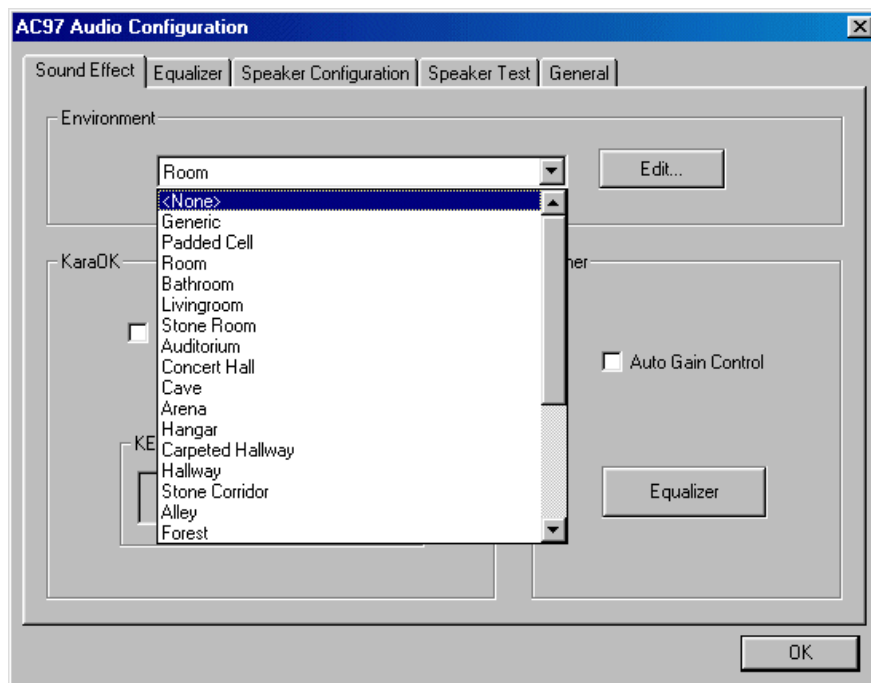 AC97 Audio Configuration
Sound Effect Equalizer Speaker Configuration Speaker Test General
Environment
Room
Edit...
<None>
Generic
Padded Cell
Room
Bathroom
Livingroom
Stone Room
Auditorium
Concert Hall
Cave
Arena
Hangar
Carpeted Hallway
Hallway
Stone Corridor
Alley
Forest
KaraOK
KE
her
Auto Gain Control
Equalizer
OK